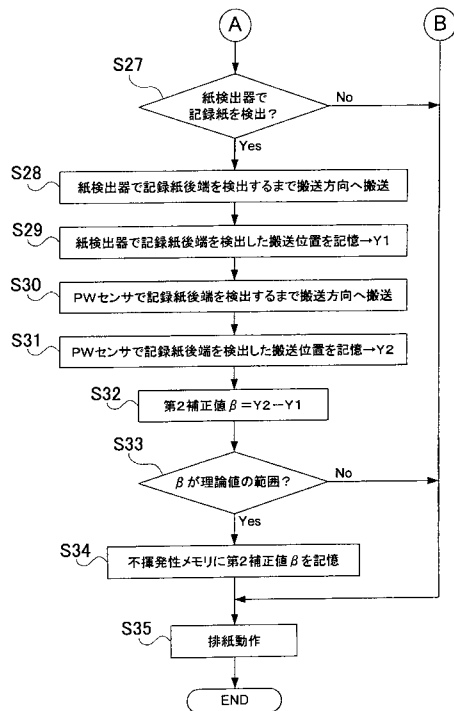 A
B
S27
紙検出器で
記録紙を検出?
No
Yes
S28
紙検出器で記録紙後端を検出するまで搬送方向へ搬送
S29
紙検出器で記録紙後端を検出した搬送位置を記憶→Y1
S30
PWセンサで記録紙後端を検出するまで搬送方向へ搬送
S31
PWセンサで記録紙後端を検出した搬送位置を記憶→Y2
S32
第2補正値β=Y2−Y1
S33
βが理論値の範囲?
No
Yes
S34
不揮発性メモリに第2補正値βを記憶
S35
排紙動作
END